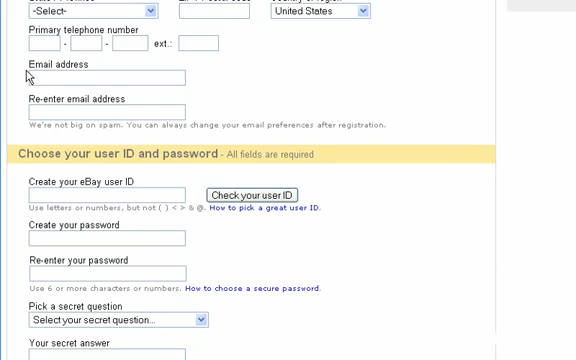 -Select-
United States
Primary telephone number
- - ext.:
Email address
Re-enter email address
We're not big on spam. You can always change your email preferences after registration.
Choose your user ID and password - All fields are required
Create your eBay user ID
Check your user ID
Use letters or numbers, but not ( ) < > & @. How to pick a great user ID.
Create your password
Re-enter your password
Use 6 or more characters or numbers. How to choose a secure password.
Pick a secret question
Select your secret question...
Your secret answer